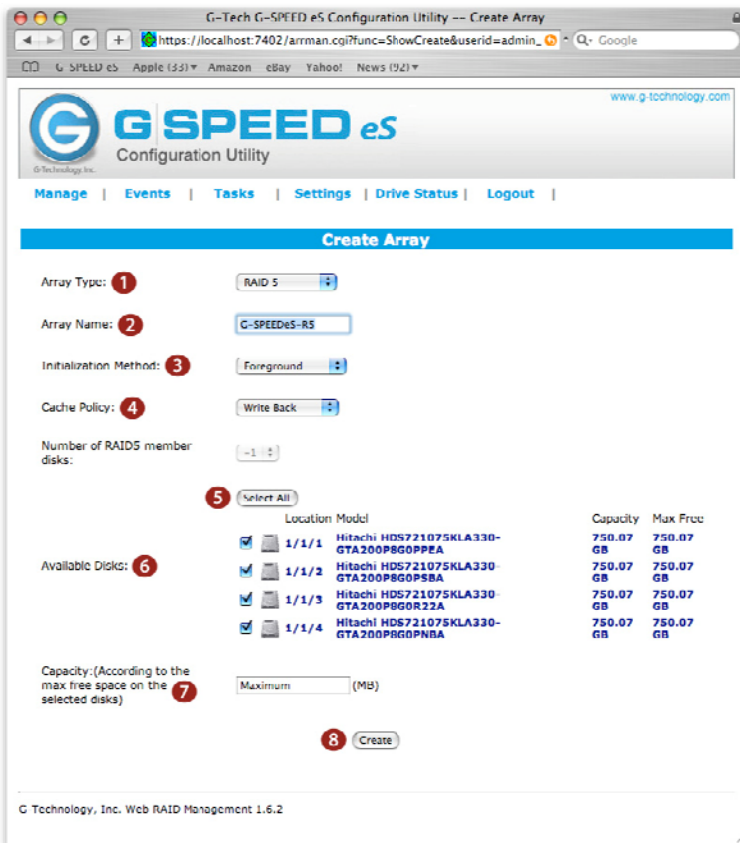 G-Tech G-SPEED eS Configuration Utility -- Create Array
https://localhost:7402/arrman.cgi?func=ShowCreate&userid=admin_
Q- Google
G SPEED eS Apple (33)▼ Amazon eBay Yahoo! News (92)▼
www.g-technology.com
G SPEED eS
Configuration Utility
G-Technology, Inc.
Manage | Events | Tasks | Settings | Drive Status | Logout |
Create Array
Array Type: 1 RAID 5
Array Name: 2 G-SPEEDeS-R5
Initialization Method: 3 Foreground
Cache Policy: 4 Write Back
Number of RAID5 member
disks:
-1
5 Select All
Location Model Capacity Max Free
Available Disks: 6
1/1/1 Hitachi HDS721075KLA330- 750.07 750.07
GTA200P8G0PPEA GB GB
1/1/2 Hitachi HDS721075KLA330- 750.07 750.07
GTA200P8G0PSBA GB GB
1/1/3 Hitachi HDS721075KLA330- 750.07 750.07
GTA200P8G0R22A GB GB
1/1/4 Hitachi HDS721075KLA330- 750.07 750.07
GTA200P8G0PNBA GB GB
Capacity:(According to the
max free space on the
selected disks)
7 Maximum (MB)
8 Create
G Technology, Inc. Web RAID Management 1.6.2